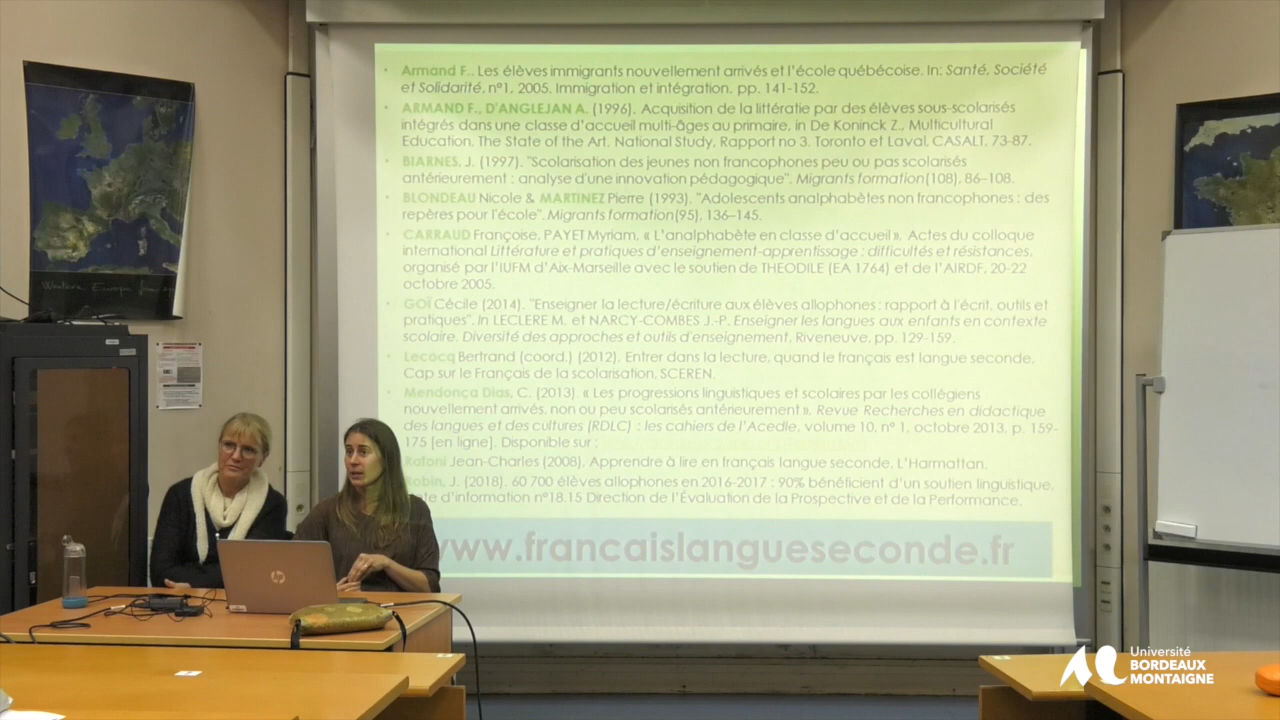 Armand F.. Les élèves immigrants nouvellement arrivés et l'école québécoise. In: Santé, Société
et Solidarité, n°1, 2005. Immigration et intégration. pp. 141-152.
ARMAND F., D'ANGLEJAN A. (1996). Acquisition de la littératie par des élèves sous-scolarisés
intégrés dans une classe d'accueil multi-âges au primaire, in De Koninck Z., Multicultural
Education. The State of the Art. National Study. Rapport no 3. Toronto et Laval, CASALT. 73-87.
BIARNES, J. (1997). "Scolarisation des jeunes non francophones peu ou pas scolarisés
antérieurement : analyse d'une innovation pédagogique". Migrants formation(108), 86–108.
BLONDEAU Nicole & MARTINEZ Pierre (1993). "Adolescents analphabètes non francophones : des
repères pour l'école". Migrants formation(95), 136–145.
CARRAUD Françoise, PAYET Myriam, « L'analphabète en classe d'accueil », Actes du colloque
international Littérature et pratiques d'enseignement-apprentissage : difficultés et résistances,
organisé par l'IUFM d'Aix-Marseille avec le soutien de THEODILE (EA 1764) et de l'AIRDF, 20-22
octobre 2005.
GOÏ Cécile (2014). "Enseigner la lecture/écriture aux élèves allophones : rapport à l'écrit, outils et
pratiques". In LECLERE M. et NARCY-COMBES J.-P. Enseigner les langues aux enfants en contexte
scolaire. Diversité des approches et outils d'enseignement, Riveneuve, pp. 129-159.
Lecocq Bertrand (coord.) (2012), Entrer dans la lecture, quand le français est langue seconde,
Cap sur le Français de la scolarisation, SCEREN.
Mendonça Dias, C. (2013). « Les progressions linguistiques et scolaires par les collégiens
nouvellement arrivés, non ou peu scolarisés antérieurement ». Revue Recherches en didactique
des langues et des cultures (RDLC) : les cahiers de l'Acedle, volume 10, n° 1, octobre 2013, p. 159-
175 [en ligne]. Disponible sur :
Rafoni Jean-Charles (2008), Apprendre à lire en français langue seconde, L'Harmattan.
Robin, J. (2018). 60 700 élèves allophones en 2016-2017 : 90% bénéficient d'un soutien linguistique,
d'information n°18.15 Direction de l'Évaluation de la Prospective et de la Performance.
www.francaislangueseconde.fr
Western Europe from
hp
Université
BORDEAUX
MONTAIGNE